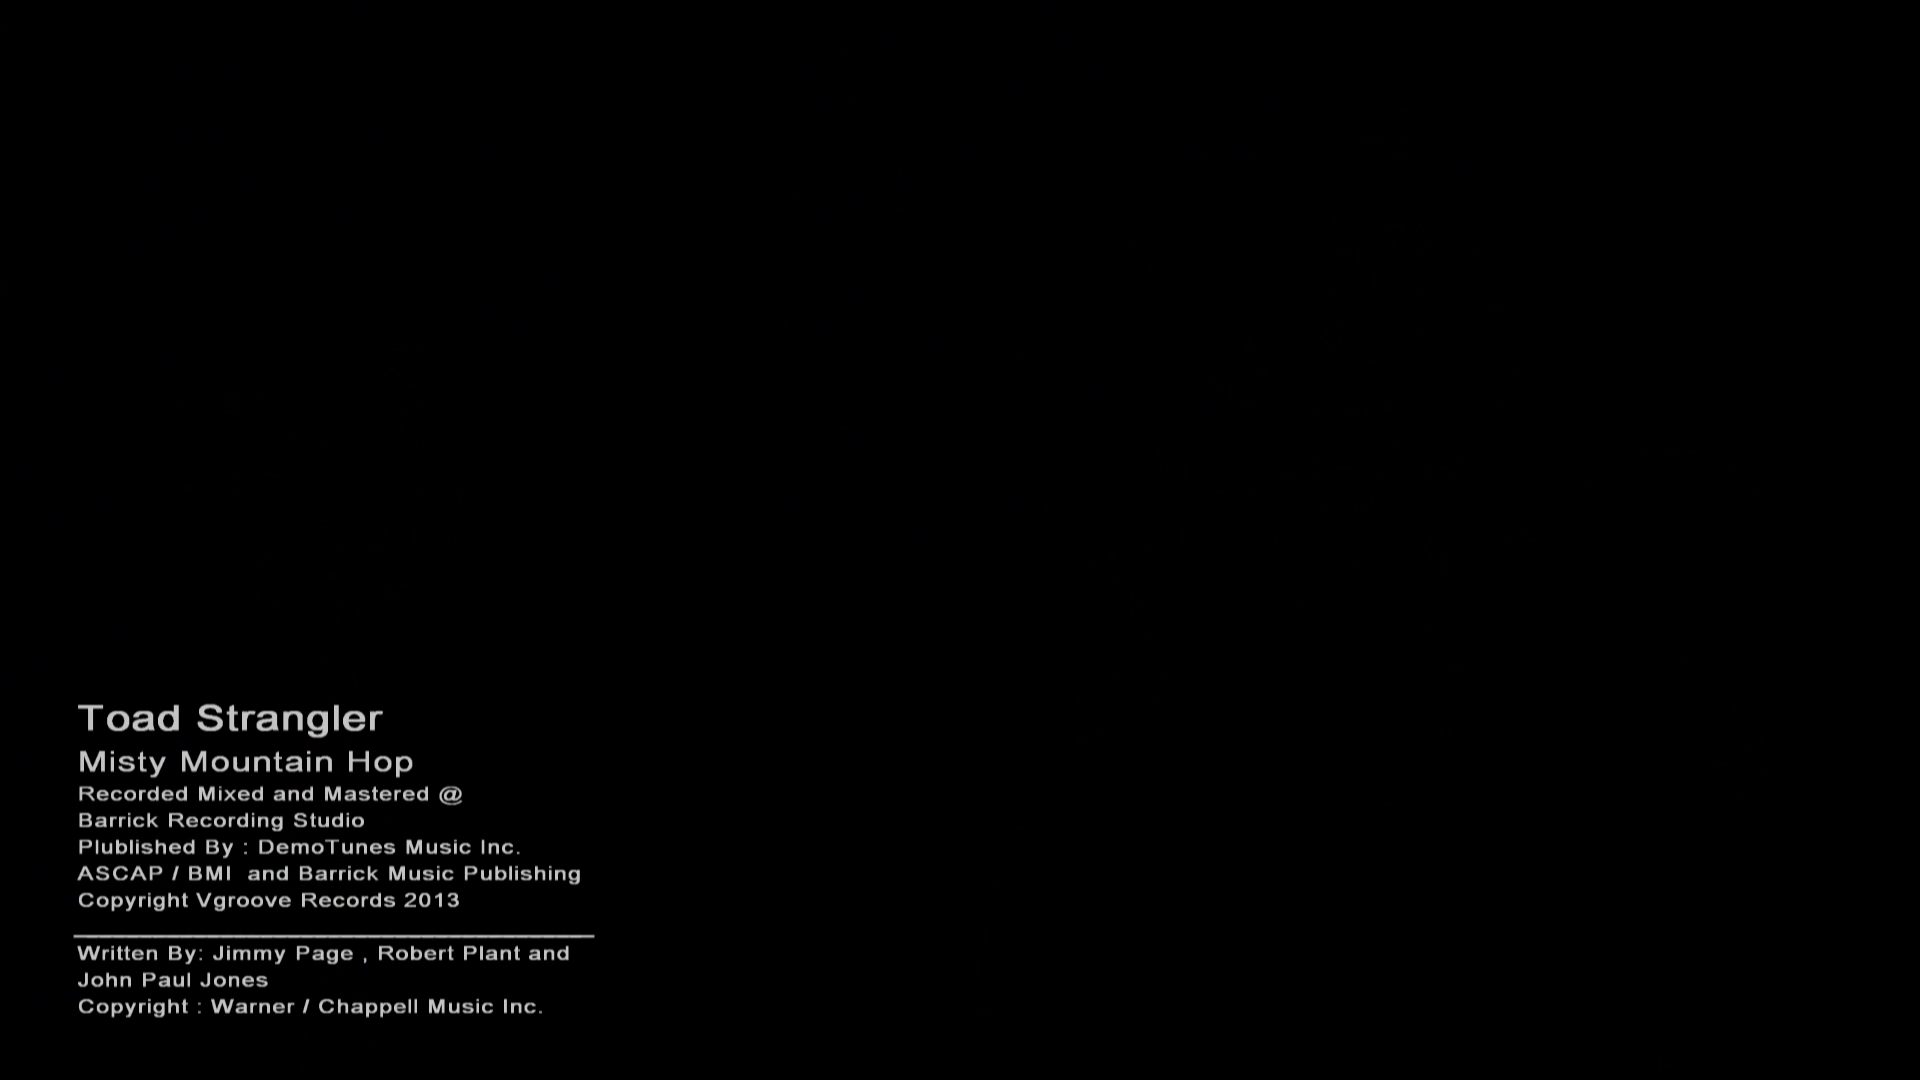 Toad Strangler
Misty Mountain Hop
Recorded Mixed and Mastered @
Barrick Recording Studio
Plublished By : DemoTunes Music Inc.
ASCAP / BMI  and Barrick Music Publishing
Copyright Vgroove Records 2013
Written By: Jimmy Page , Robert Plant and
John Paul Jones
Copyright : Warner / Chappell Music Inc.